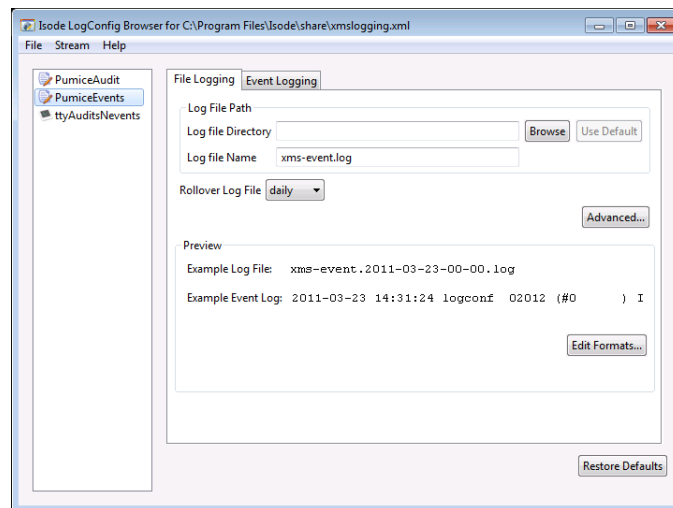 Isode LogConfig Browser for C:\Program Files\Isode\share\xmslogging.xml
File Stream Help
PumiceAudit
PumiceEvents
ttyAuditsNevents
File Logging Event Logging
Log File Path
Log file Directory Browse Use Default
Log file Name xms-event.log
Rollover Log File daily
Advanced...
Preview
Example Log File: xms-event.2011-03-23-00-00.log
Example Event Log: 2011-03-23 14:31:24 logconf 02012 (#0 ) I
Edit Formats...
Restore Defaults